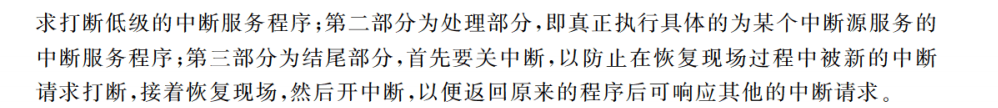 求打断低级的中断服务程序;第二部分为处理部分,即真正执行具体的为某个中断源服务的
中断服务程序;第三部分为结尾部分,首先要关中断,以防止在恢复现场过程中被新的中断
请求打断,接着恢复现场,然后开中断,以便返回原来的程序后可响应其他的中断请求。